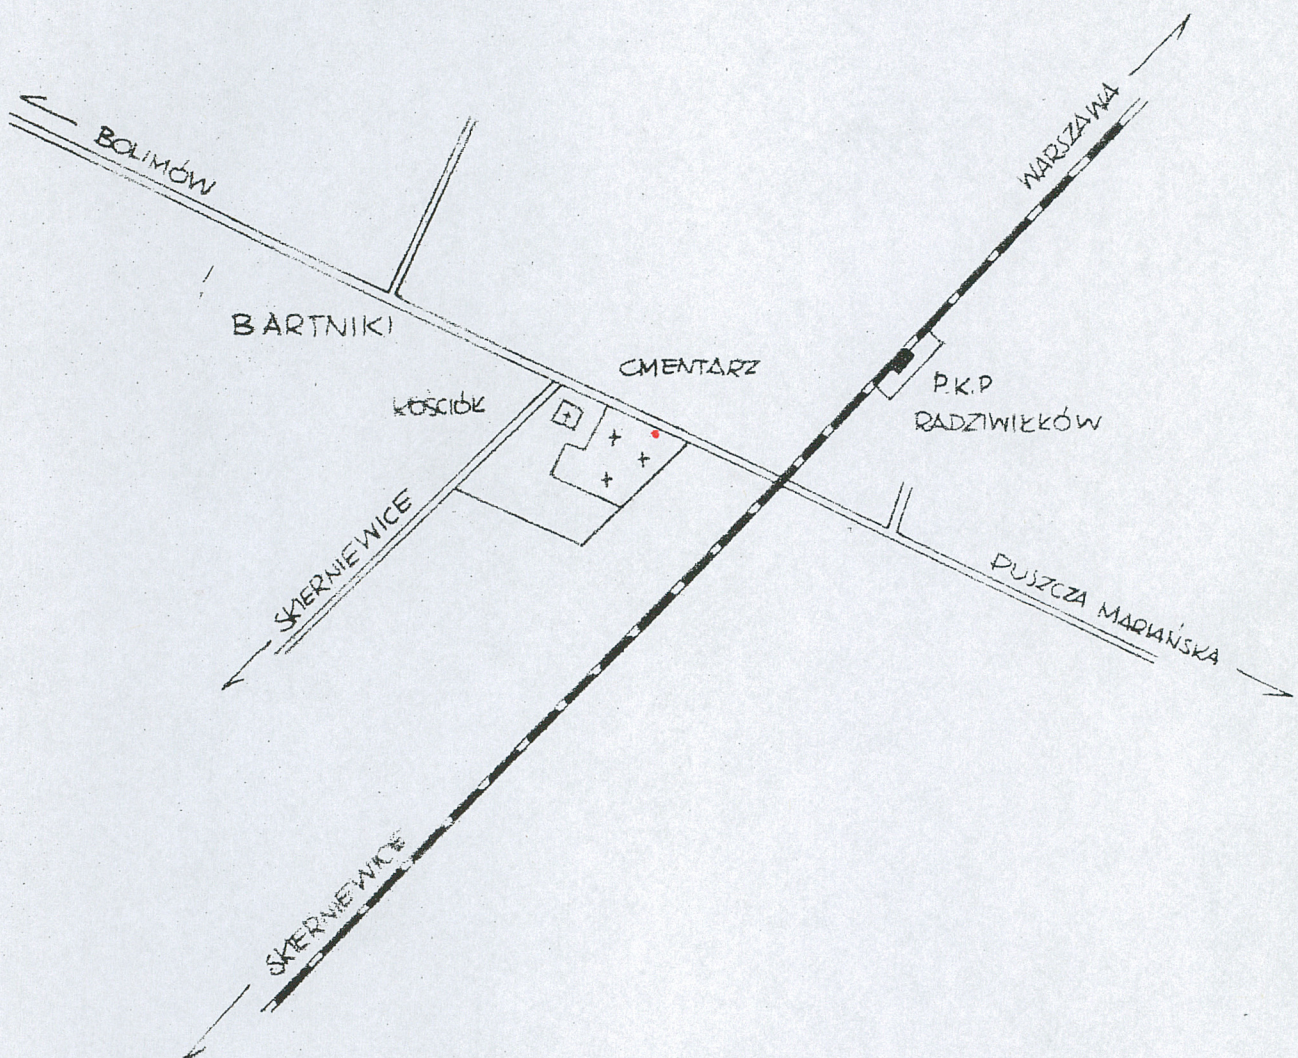 WARSZAWA
BOLIMÓW
BARTNIKI
CMENTARZ
KOŚCIÓŁ
P.K.P
RADZIWIŁŁÓW
SKIERNIEWICE
PUSZCZA MARIAŃSKA
SKIERNIEWICE